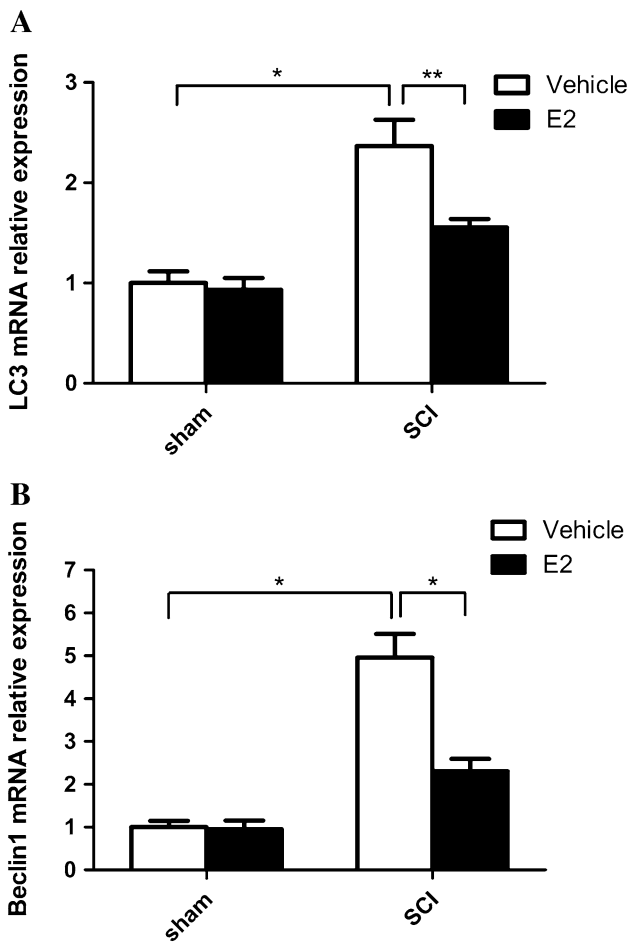 A
LC3 mRNA relative expression
3
2
1
0
*
**
Vehicle
E2
sham
SCI
B
Beclin1 mRNA relative expression
7
6
5
4
3
2
1
0
*
*
Vehicle
E2
sham
SCI